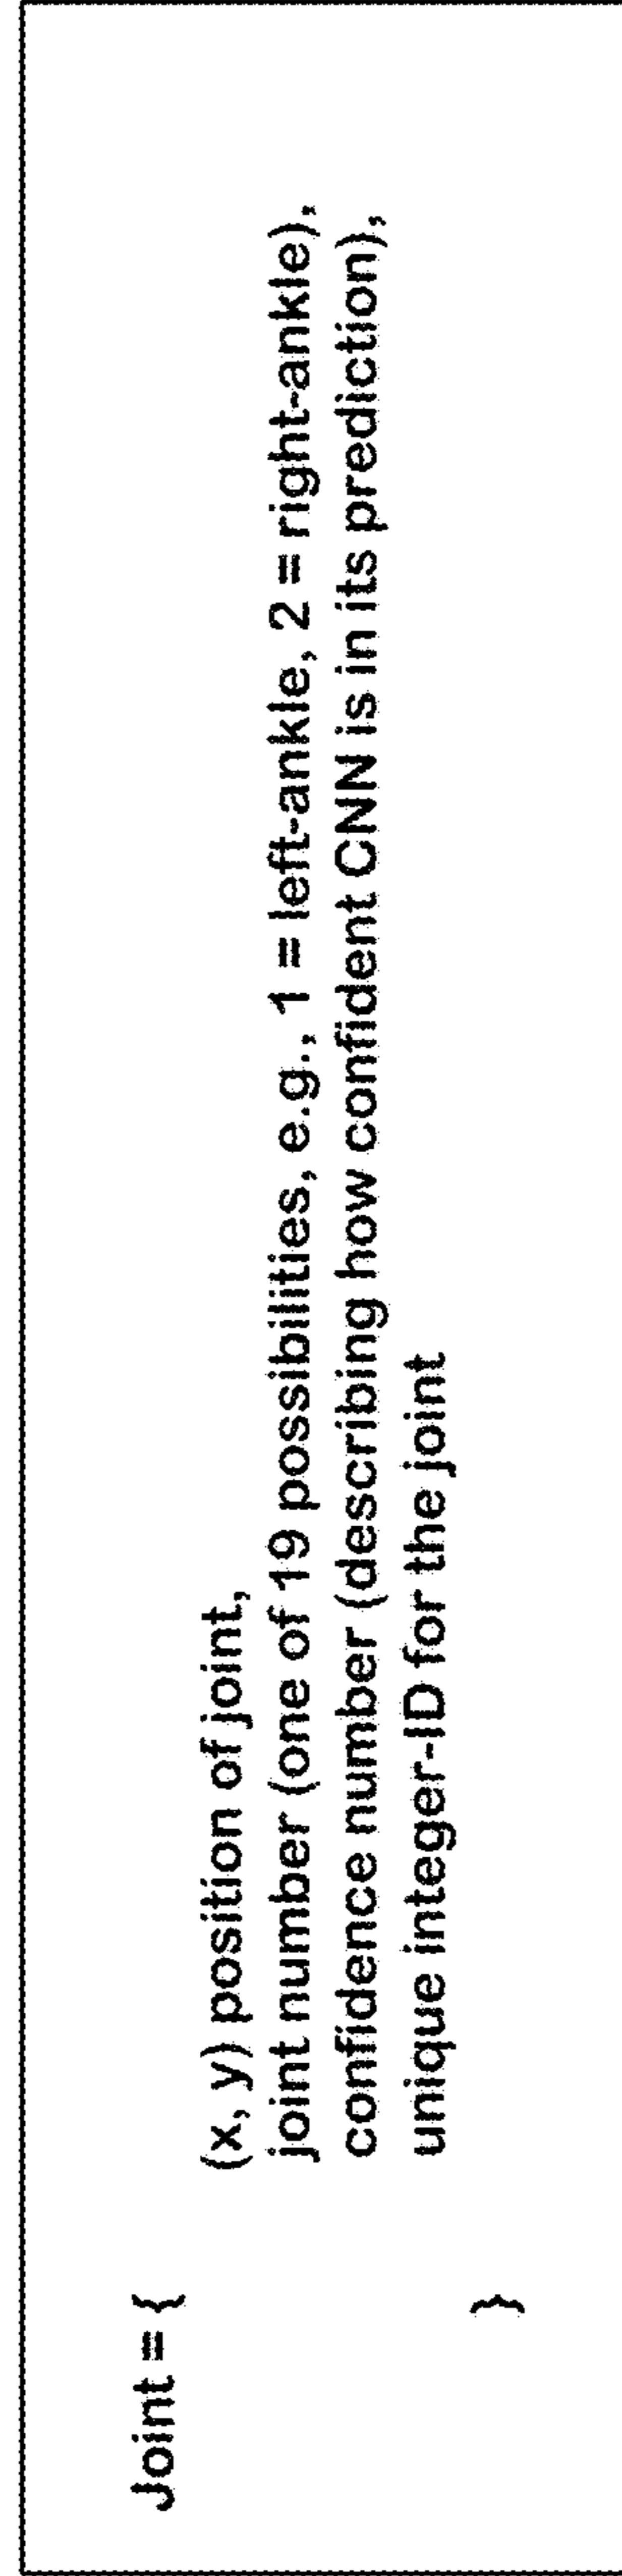 Joint = {
(x, y) position of joint,
joint number (one of 19 possibilities, e.g., 1 = left-ankle, 2 = right-ankle),
confidence number (describing how confident CNN is in its prediction),
unique integer-ID for the joint
}